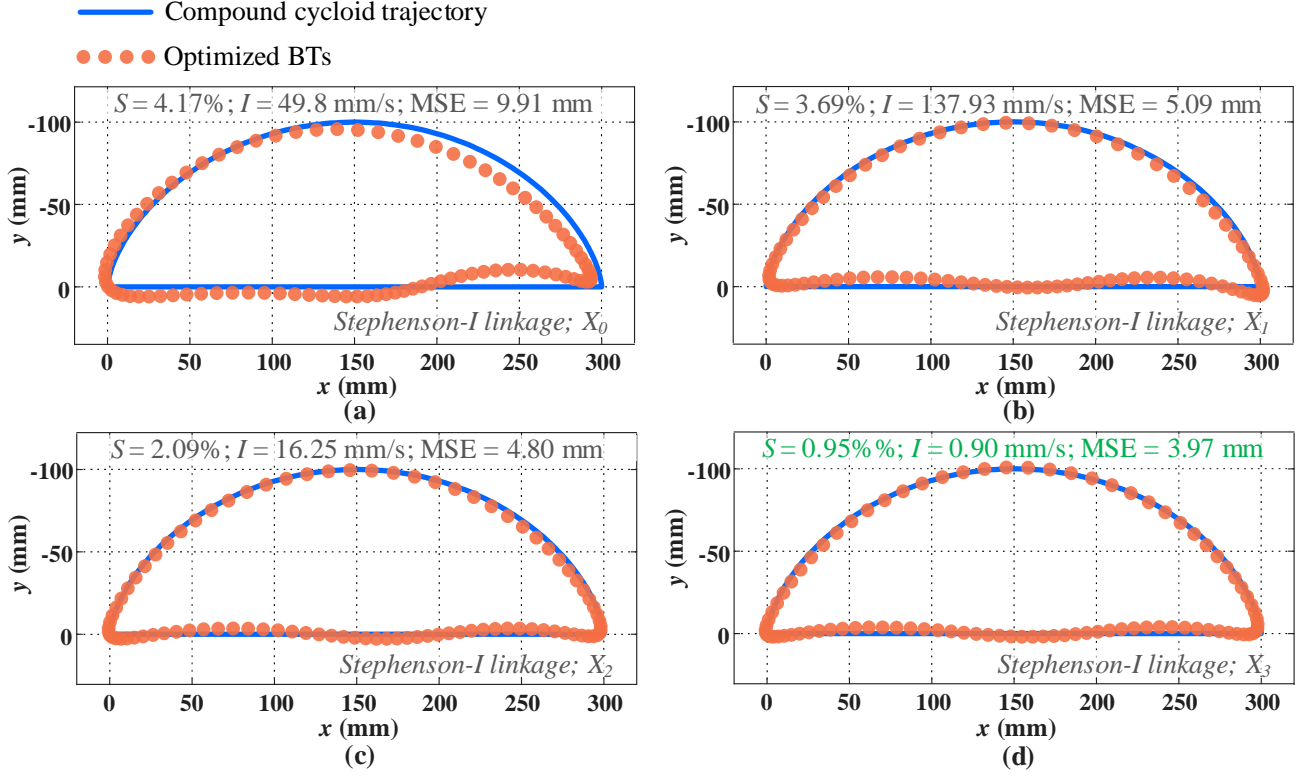 Compound cycloid trajectory
Optimized BTs
S = 4.17%; I = 49.8 mm/s; MSE = 9.91 mm
-100
-50
0
y (mm)
Stephenson-I linkage; X0
0 50 100 150 200 250 300
x (mm)
(a)
S = 3.69%; I = 137.93 mm/s; MSE = 5.09 mm
-100
-50
0
y (mm)
Stephenson-I linkage; X1
0 50 100 150 200 250 300
x (mm)
(b)
S = 2.09%; I = 16.25 mm/s; MSE = 4.80 mm
-100
-50
0
y (mm)
Stephenson-I linkage; X2
0 50 100 150 200 250 300
x (mm)
(c)
S = 0.95%%; I = 0.90 mm/s; MSE = 3.97 mm
-100
-50
0
y (mm)
Stephenson-I linkage; X3
0 50 100 150 200 250 300
x (mm)
(d)